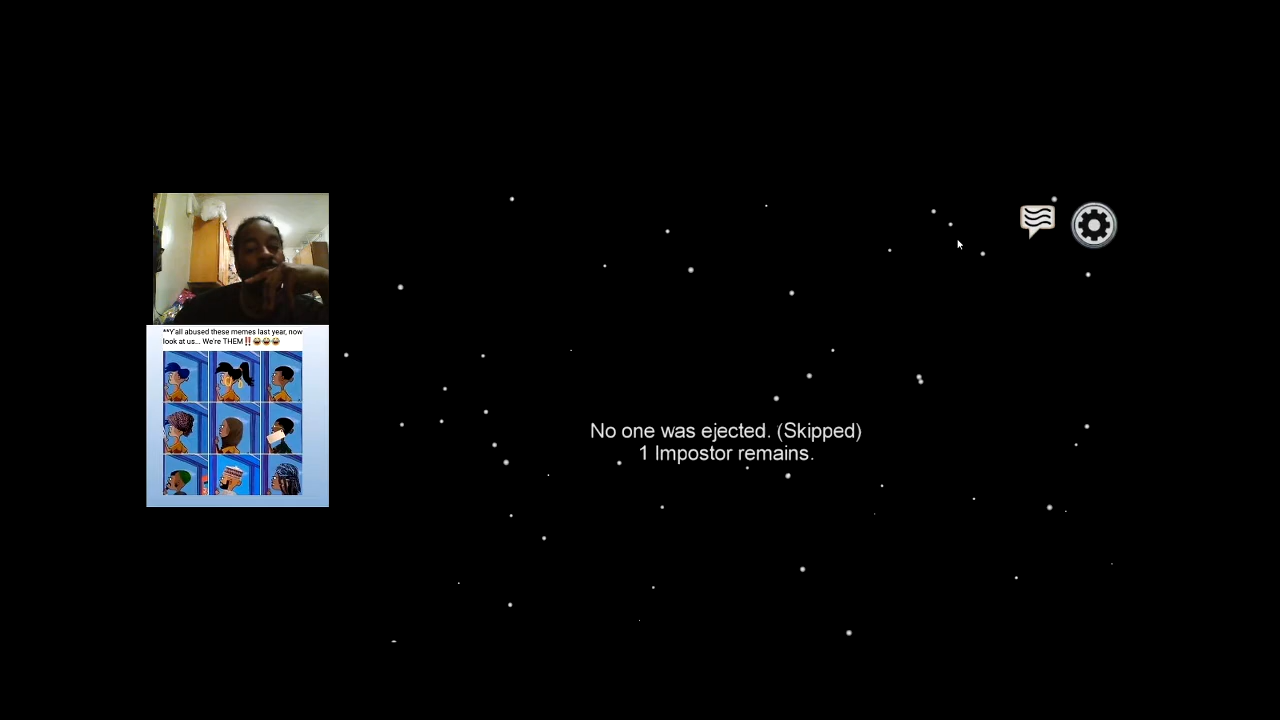 **Y'all abused these memes last year, now
look at us... We're THEM‼️😂😂😂
No one was ejected. (Skipped)
1 Impostor remains.